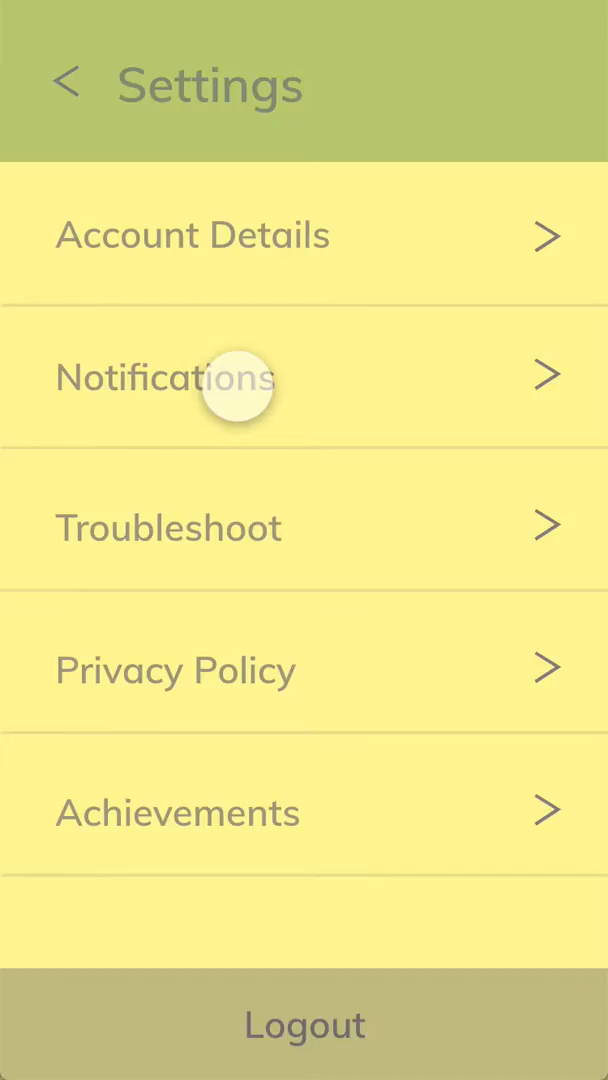 Settings
Account Details
Notifications
Troubleshoot
Privacy Policy
Achievements
Logout